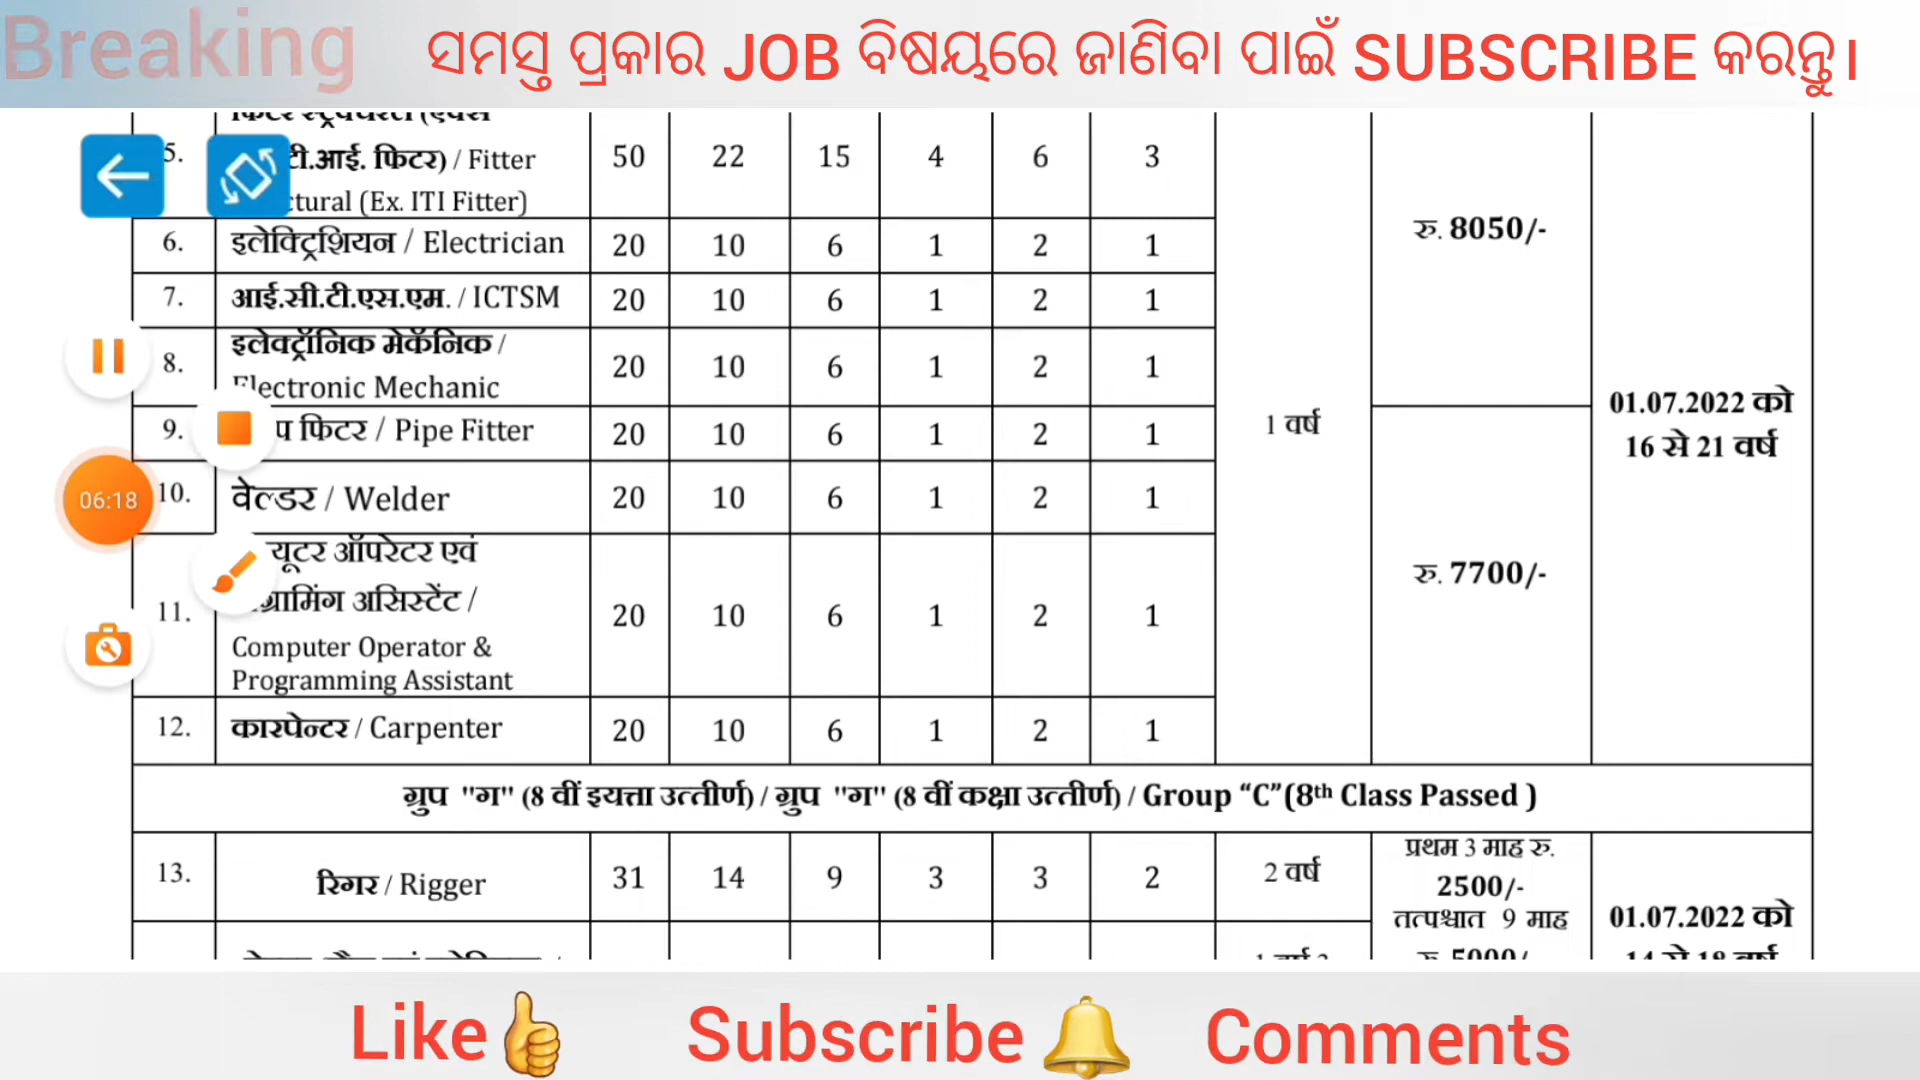 Breaking
ସମସ୍ତ ପ୍ରକାର JOB ବିଷୟରେ ଜାଣିବା ପାଇଁ SUBSCRIBE କରନ୍ତୁ।
5. टी.आई. फिटर) / Fitter 50 22 15 4 6 3
ctural (Ex. ITI Fitter)
रु. 8050/-
6. इलेक्ट्रिशियन / Electrician 20 10 6 1 2 1
7. आई.सी.टी.एस.एम. / ICTSM 20 10 6 1 2 1
इलेक्ट्रॉनिक मेकॅनिक /
8. 20 10 6 1 2 1
Electronic Mechanic
01.07.2022 को
16 से 21 वर्ष
1 वर्ष
9. प फिटर / Pipe Fitter 20 10 6 1 2 1
06:18
10. वेल्डर / Welder 20 10 6 1 2 1
रु. 7700/-
यूटर ऑपरेटर एवं
ग्रामिंग असिस्टेंट /
11. 20 10 6 1 2 1
Computer Operator &
Programming Assistant
12. कारपेन्टर / Carpenter 20 10 6 1 2 1
ग्रुप "ग" (8 वीं इयत्ता उत्तीर्ण) / ग्रुप "ग" (8 वीं कक्षा उत्तीर्ण) / Group “C”(8th Class Passed )
13. रिगर / Rigger 31 14 9 3 3 2 2 वर्ष
प्रथम 3 माह रु.
2500/-
तत्पश्चात 9 माह
रु 5000/
01.07.2022 को
14 से 18 वर्ष
Like Subscribe Comments